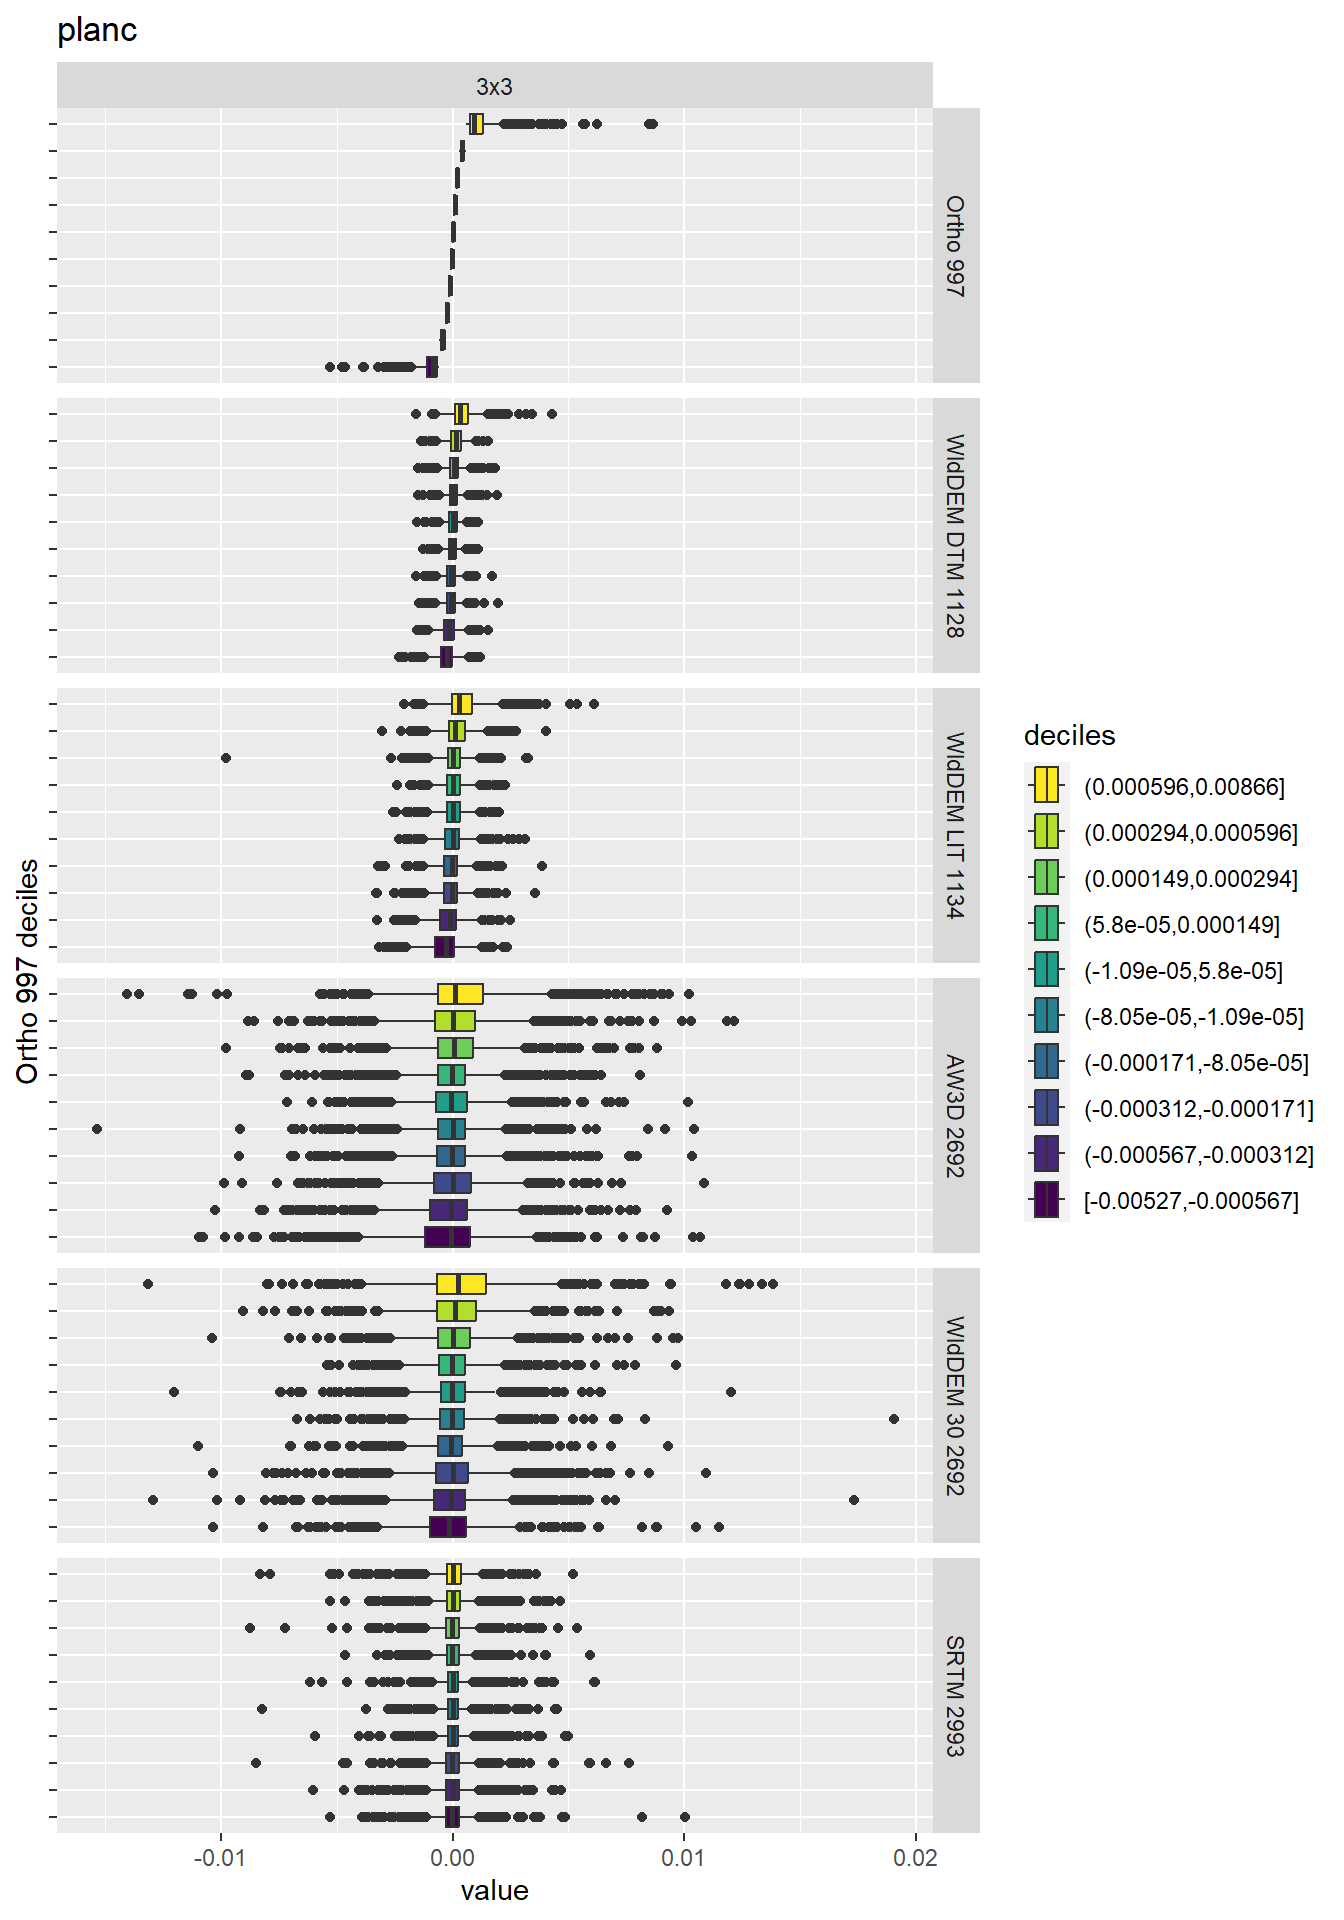 planc
3x3
Ortho 997
WldDEM DTM 1128
WldDEM LIT 1134
AW3D 2692
WldDEM 30 2692
SRTM 2993
Ortho 997 deciles
-0.01
0.00
0.01
0.02
value
deciles
(0.000596,0.00866]
(0.000294,0.000596]
(0.000149,0.000294]
(5.8e-05,0.000149]
(-1.09e-05,5.8e-05]
(-8.05e-05,-1.09e-05]
(-0.000171,-8.05e-05]
(-0.000312,-0.000171]
(-0.000567,-0.000312]
[-0.00527,-0.000567]